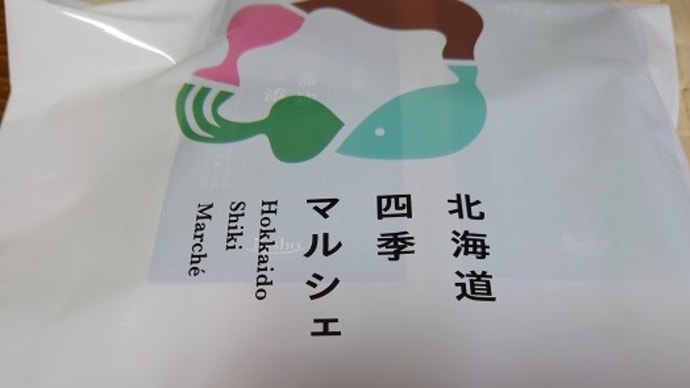 北海道
四季
マルシェ
Hokkaido
Shiki
Marché